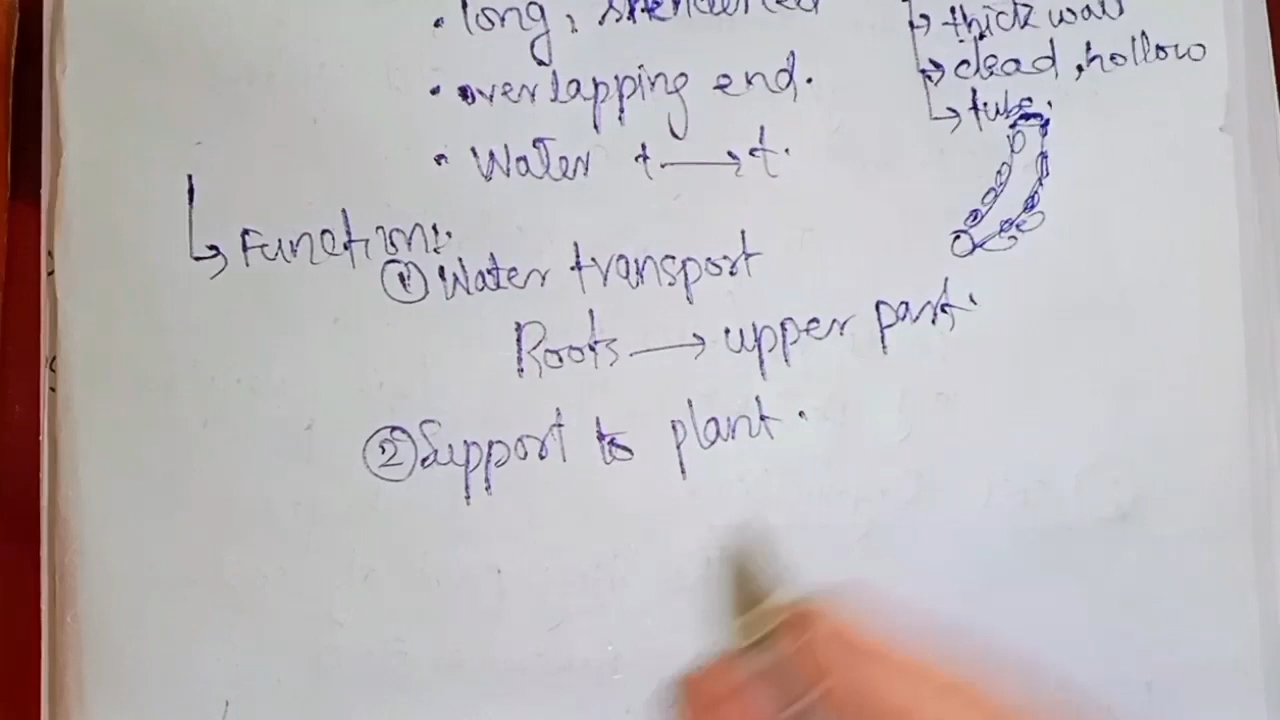 • long,
↳ thick wall
• overlapping end.
↳ dead, hollow
↳ tube.
• Water t → t.
↳ Function:
① Water transport
Roots → upper part.
② Support to plant.